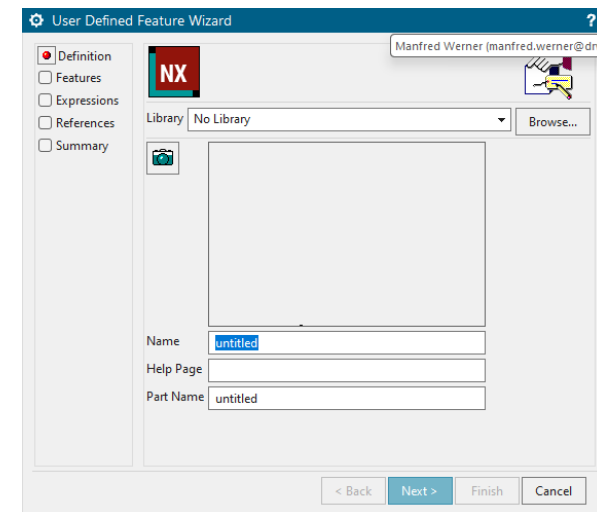 User Defined Feature Wizard ?
Manfred Werner (manfred.werner@
Definition
Features
Expressions
References
Summary
NX
Library No Library Browse...
Name untitled
Help Page
Part Name untitled
< Back Next > Finish Cancel